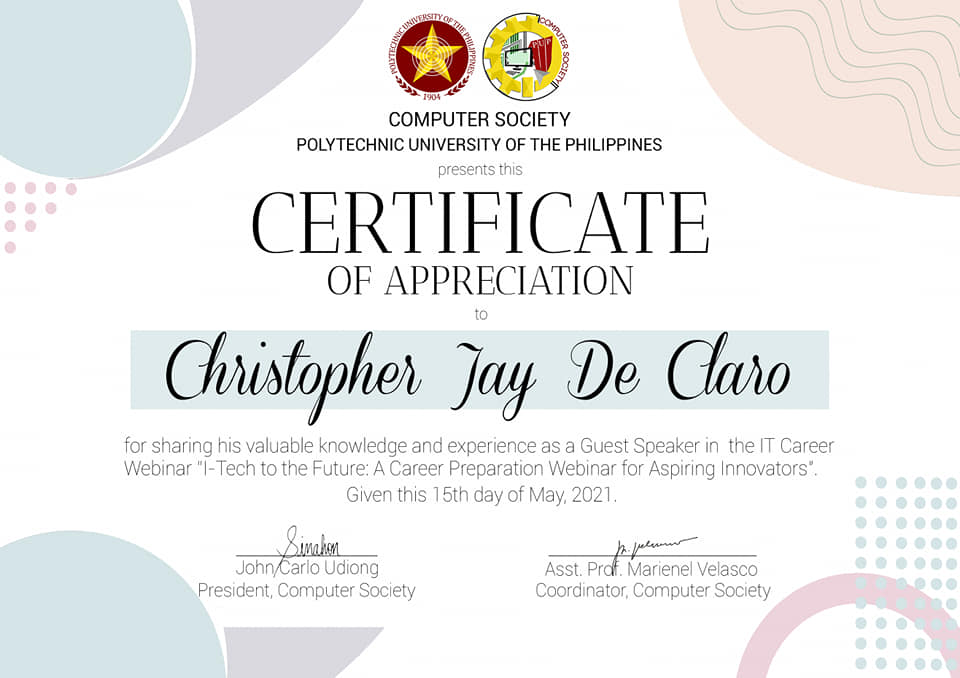 POLYTECHNIC UNIVERSITY OF THE PHILIPPINES
1904
COMPUTER SOCIETY
PUP
COMPUTER SOCIETY
POLYTECHNIC UNIVERSITY OF THE PHILIPPINES
presents this
CERTIFICATE
OF APPRECIATION
to
Christopher Jay De Claro
for sharing his valuable knowledge and experience as a Guest Speaker in the IT Career
Webinar "I-Tech to the Future: A Career Preparation Webinar for Aspiring Innovators".
Given this 15th day of May, 2021.
John Carlo Udiong
President, Computer Society
Asst. Prof. Marienel Velasco
Coordinator, Computer Society